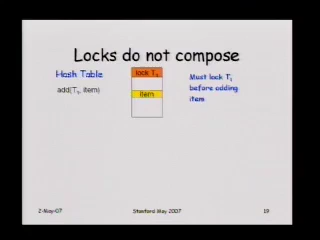 Locks do not compose
Hash Table
lock T₁
Must lock T₁
before adding
item
add(T₁, item)
item
2-May-07
Stanford May 2007
19